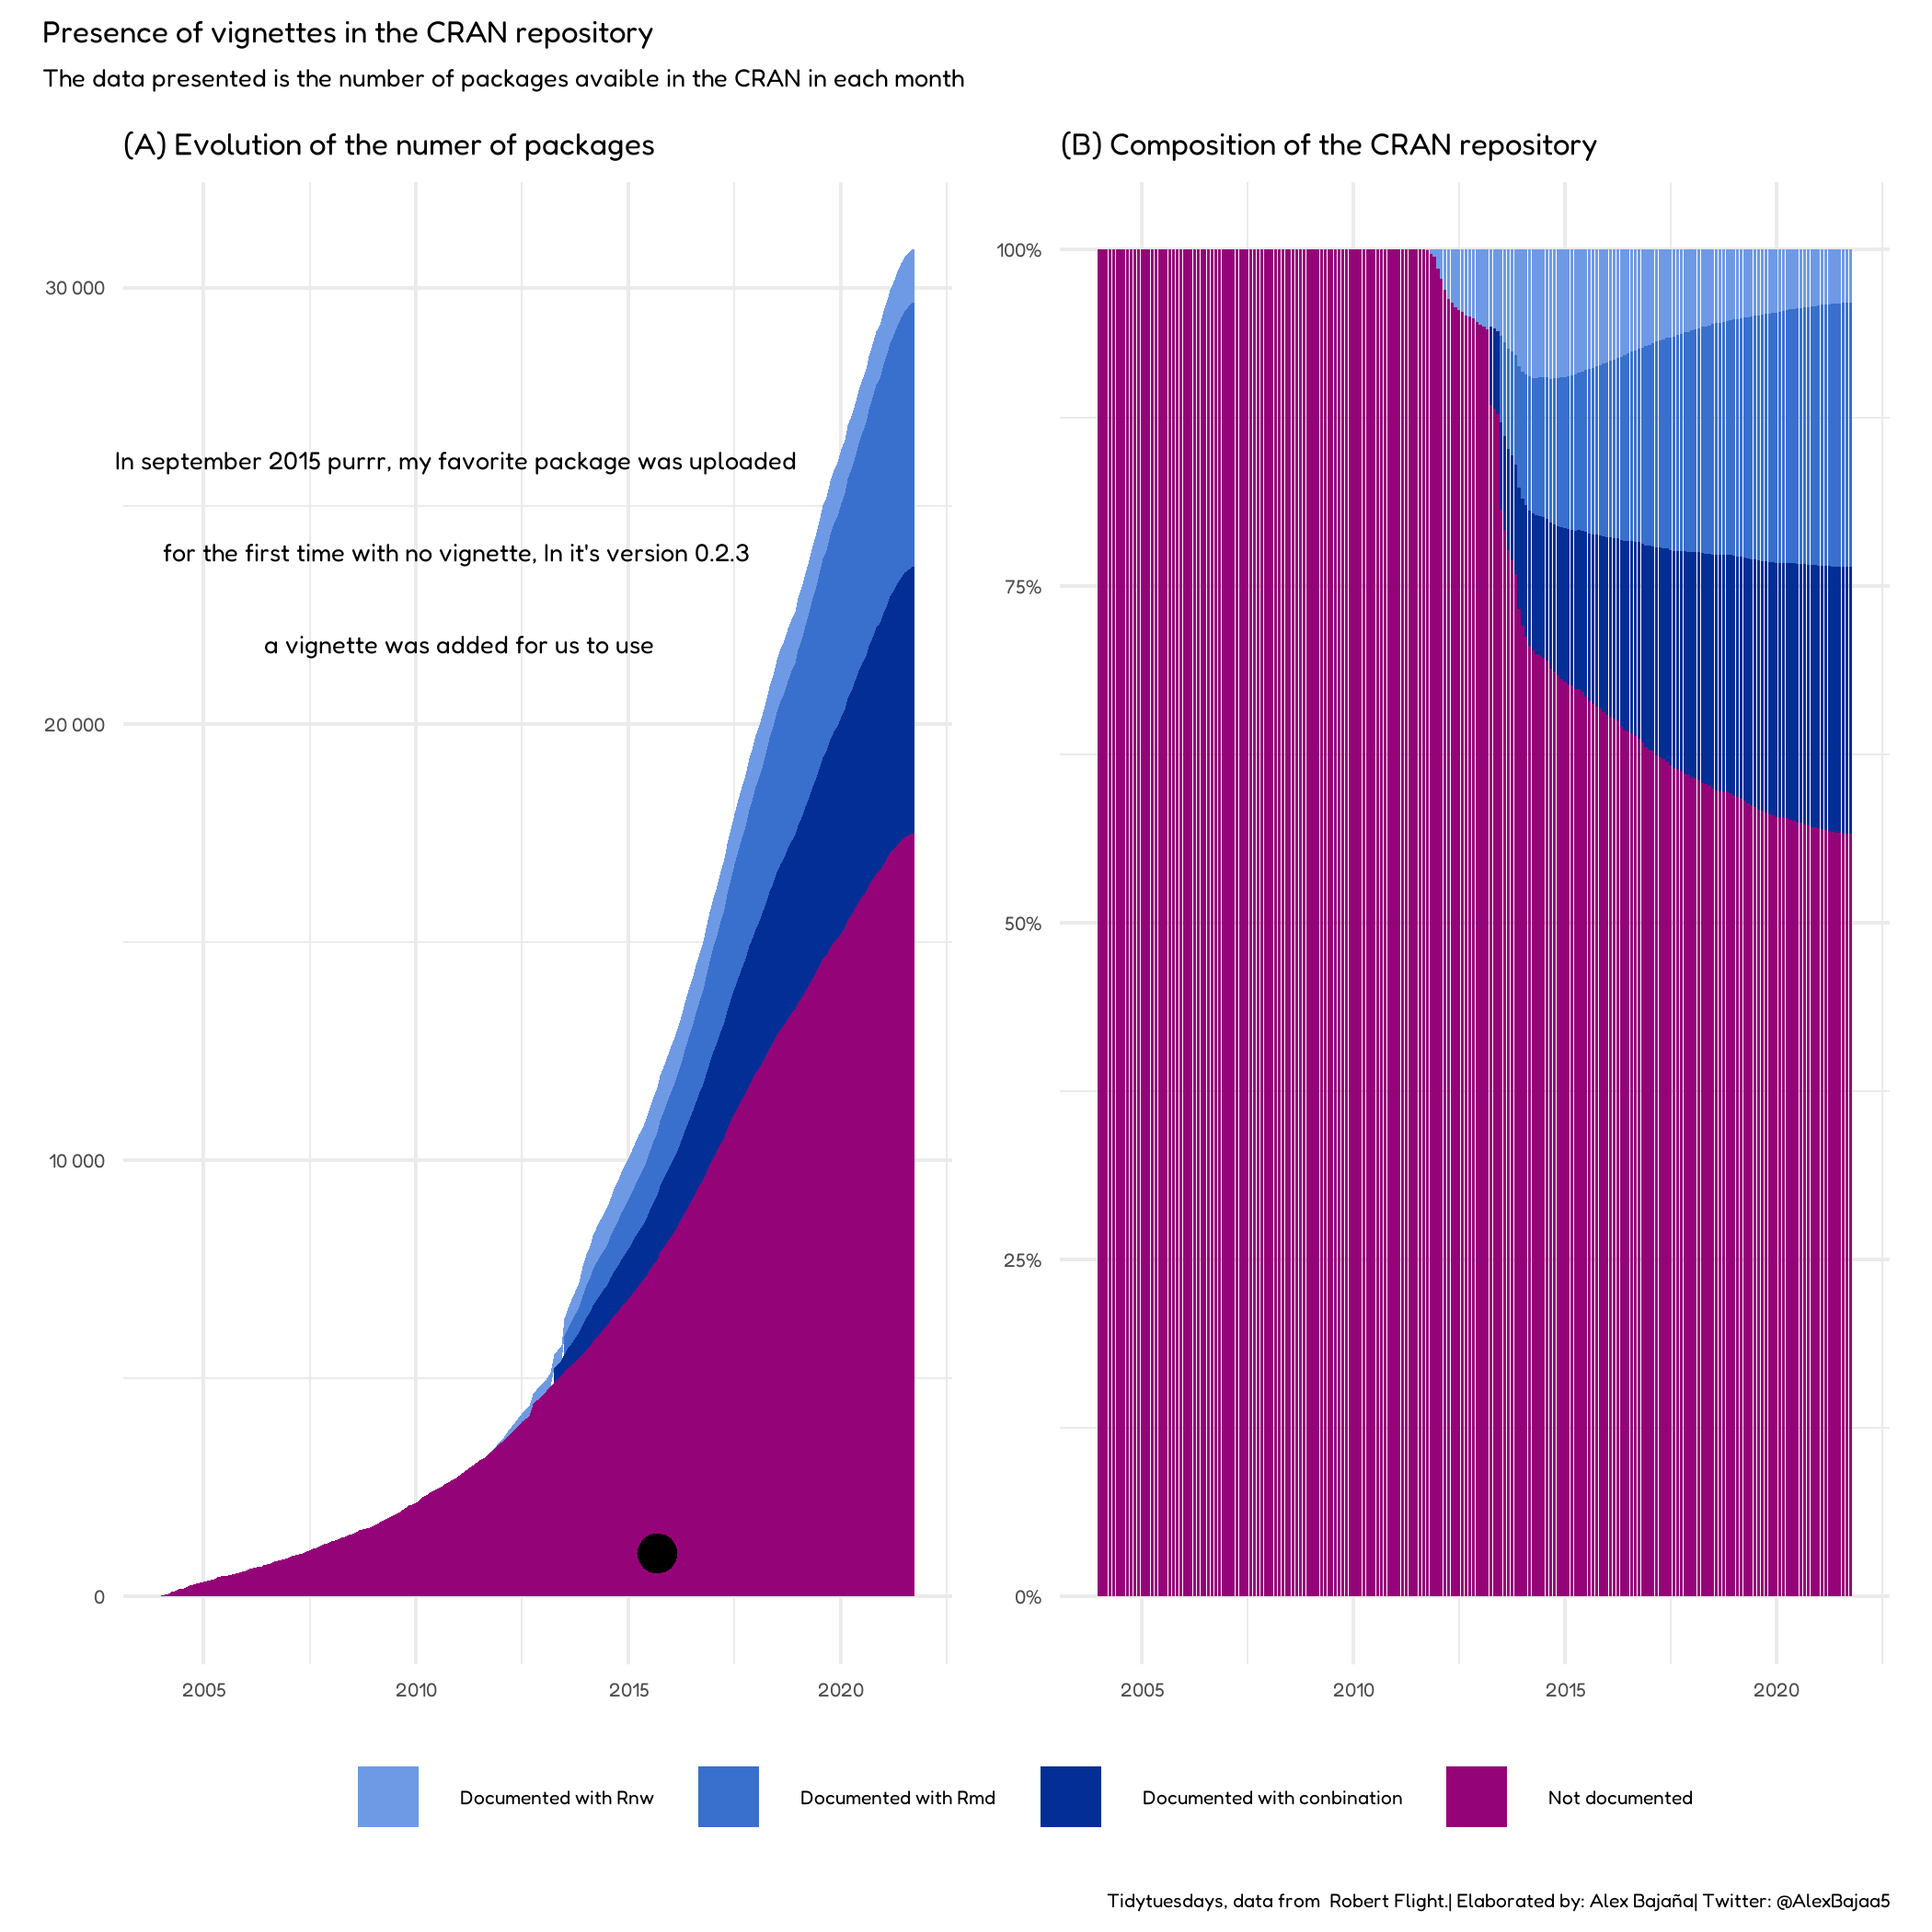 Presence of vignettes in the CRAN repository
The data presented is the number of packages avaible in the CRAN in each month
(A) Evolution of the numer of packages
30 000
20 000
10 000
0
In september 2015 purrr, my favorite package was uploaded
for the first time with no vignette, In it's version 0.2.3
a vignette was added for us to use
2005 2010 2015 2020
(B) Composition of the CRAN repository
100%
75%
50%
25%
0%
2005 2010 2015 2020
Documented with Rnw Documented with Rmd Documented with conbination Not documented
Tidytuesdays, data from Robert Flight.| Elaborated by: Alex Bajaña| Twitter: @AlexBajaa5